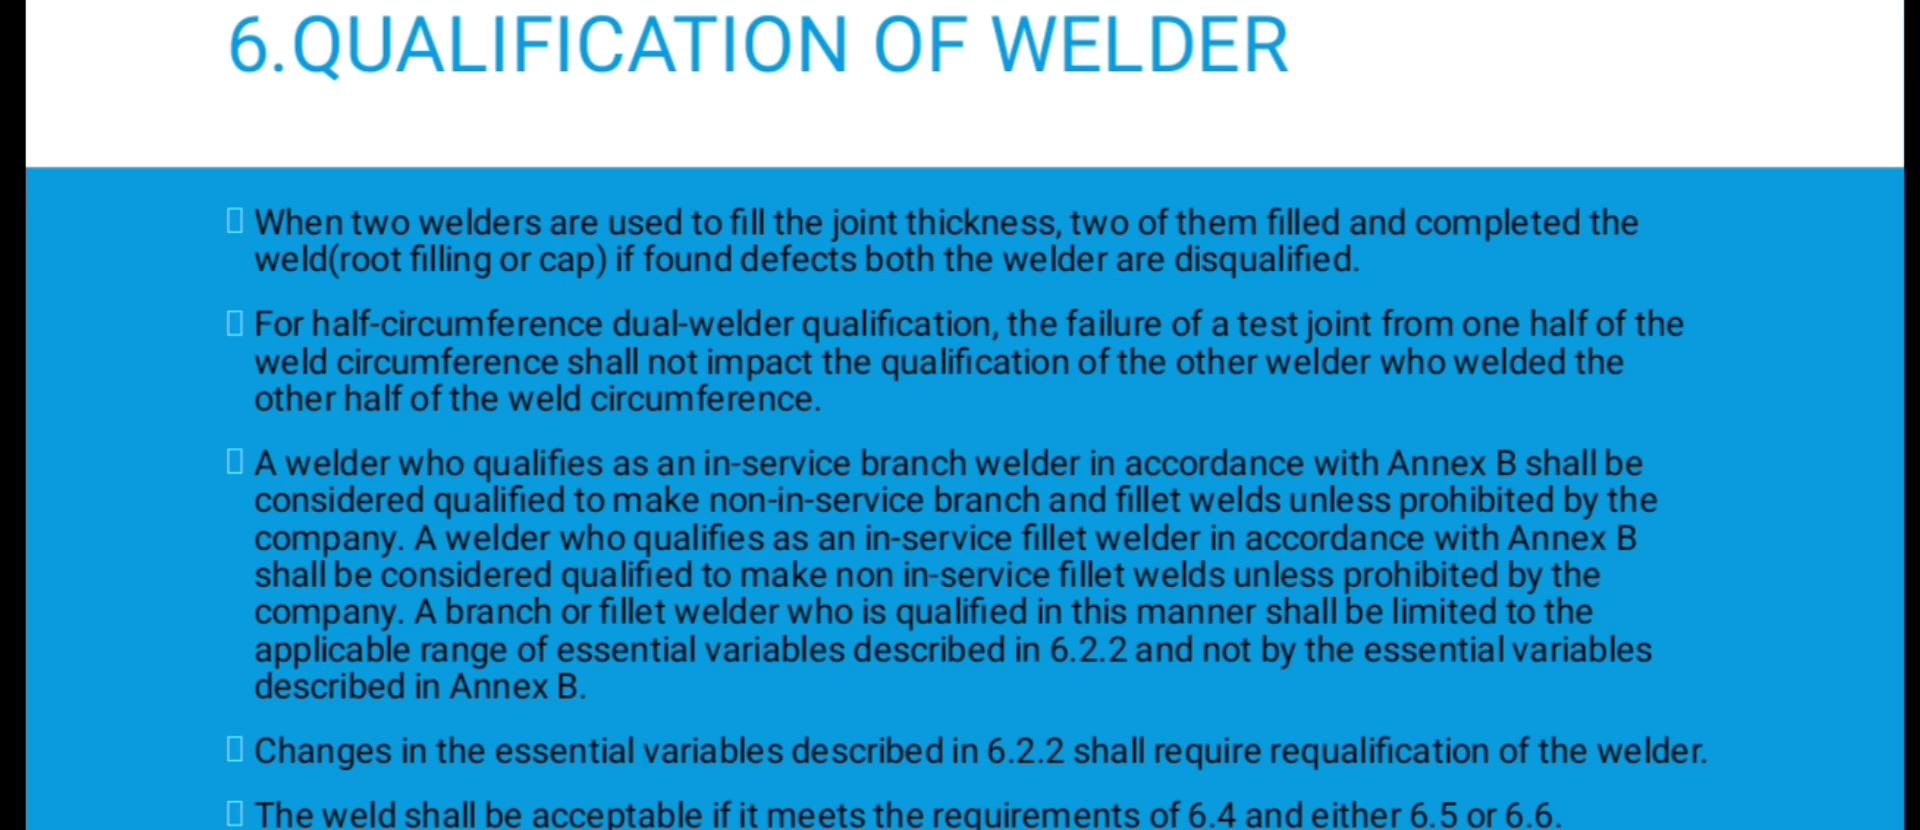 6.QUALIFICATION OF WELDER
When two welders are used to fill the joint thickness, two of them filled and completed the
weld(root filling or cap) if found defects both the welder are disqualified.
For half-circumference dual-welder qualification, the failure of a test joint from one half of the
weld circumference shall not impact the qualification of the other welder who welded the
other half of the weld circumference.
A welder who qualifies as an in-service branch welder in accordance with Annex B shall be
considered qualified to make non-in-service branch and fillet welds unless prohibited by the
company. A welder who qualifies as an in-service fillet welder in accordance with Annex B
shall be considered qualified to make non in-service fillet welds unless prohibited by the
company. A branch or fillet welder who is qualified in this manner shall be limited to the
applicable range of essential variables described in 6.2.2 and not by the essential variables
described in Annex B.
Changes in the essential variables described in 6.2.2 shall require requalification of the welder.
The weld shall be acceptable if it meets the requirements of 6.4 and either 6.5 or 6.6.